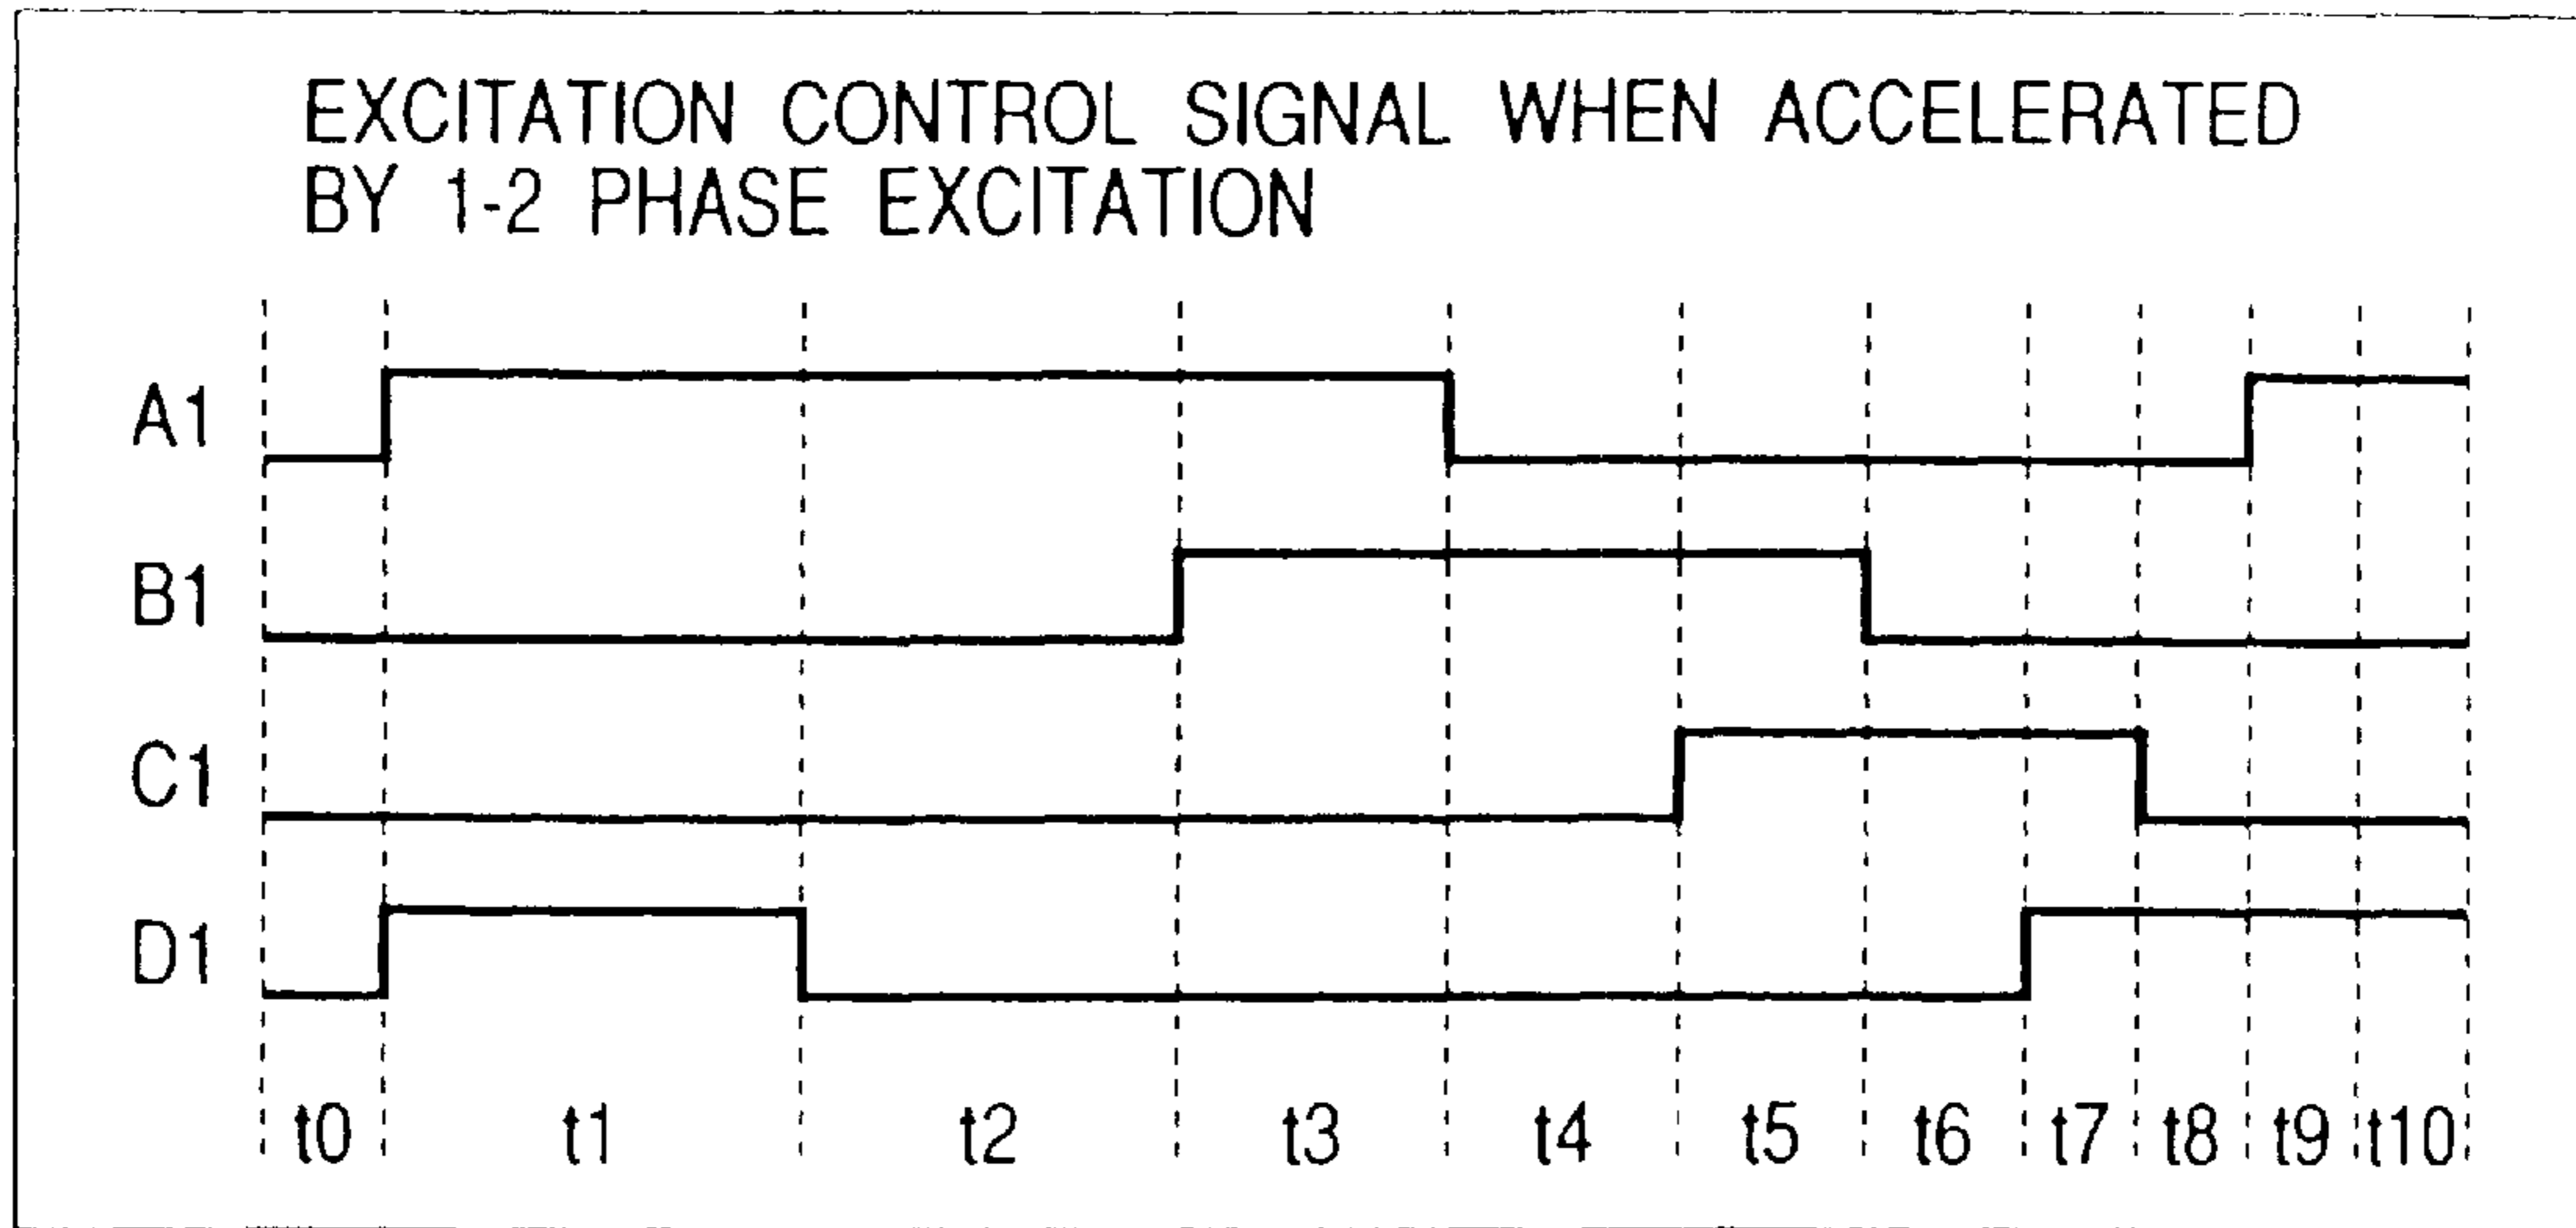 EXCITATION CONTROL SIGNAL WHEN ACCELERATED
BY 1-2 PHASE EXCITATION
A1
B1
C1
D1
t0 t1 t2 t3 t4 t5 t6 t7 t8 t9 t10